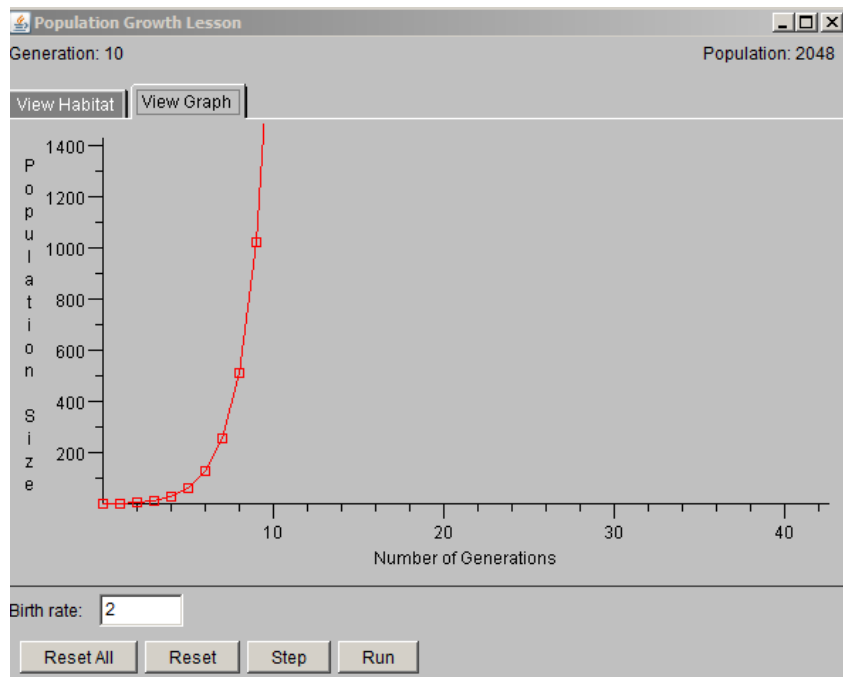 Population Growth Lesson
Generation: 10
Population: 2048
View Habitat
View Graph
Population Size
1400
1200
1000
800
600
400
200
10
20
30
40
Number of Generations
Birth rate:
2
Reset All
Reset
Step
Run